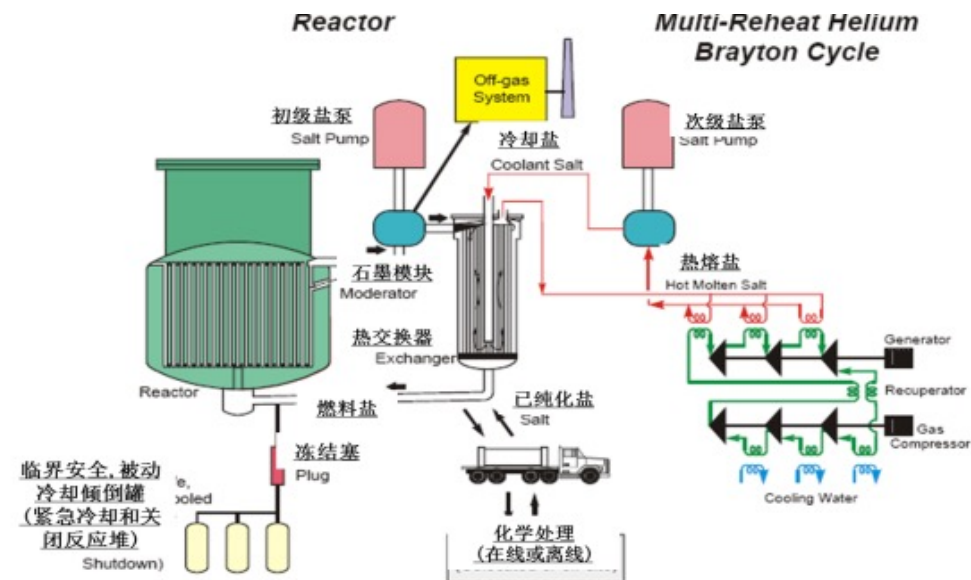 Reactor
Multi-Reheat Helium
Brayton Cycle
Off-gas
System
初级盐泵
Salt Pump
次级盐泵
Salt Pump
冷却盐
Coolant Salt
石墨模块
Moderator
热熔盐
Hot Molten Salt
热交换器
Exchanger
Generator
Reactor
Recuperator
燃料盐
已纯化盐
Salt
Gas
Compressor
冻结塞
Plug
临界安全,被动
冷却倾倒罐
(紧急冷却和关
闭反应堆)
Shutdown)
Cooling Water
化学处理
(在线或离线)